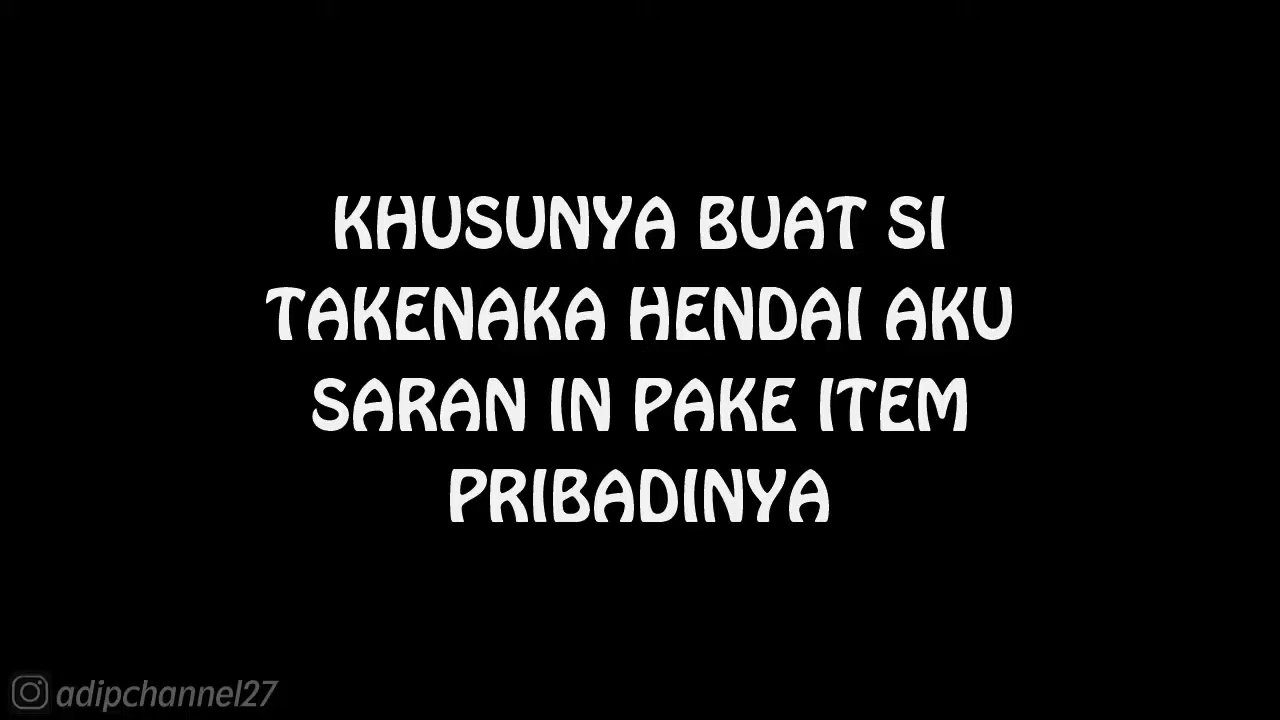 KHUSUNYA BUAT SI
TAKENAKA HENDAI AKU
SARAN IN PAKE ITEM
PRIBADINYA
adipchannel27